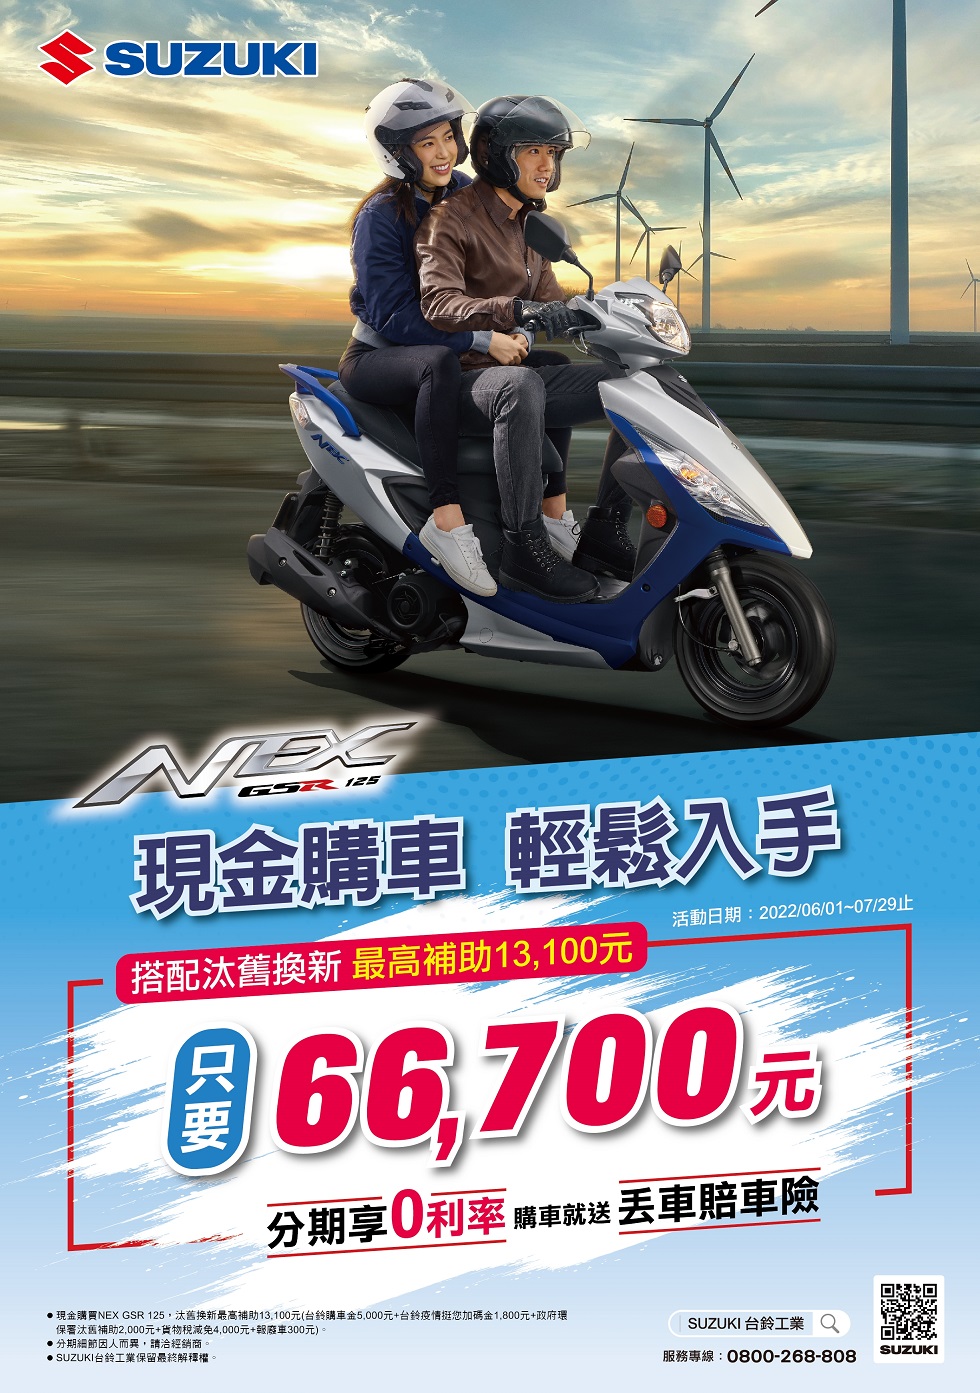 SUZUKI
NEX
NEX
GSR 125
現金購車 輕鬆入手
活動日期：2022/06/01~07/29止
搭配汰舊換新 最高補助13,100元
只要 66,700元
分期享0利率 購車就送 丟車賠車險
●現金購買NEX GSR 125，汰舊換新最高補助13,100元(台鈴購車金5,000元+台鈴疫情挺您加碼金1,800元+政府環
保署汰舊補助2,000元+貨物稅減免4,000元+報廢車300元)。
●分期細節因人而異，請洽經銷商。
●SUZUKI台鈴工業保留最終解釋權。
SUZUKI 台鈴工業
服務專線：0800-268-808
SUZUKI